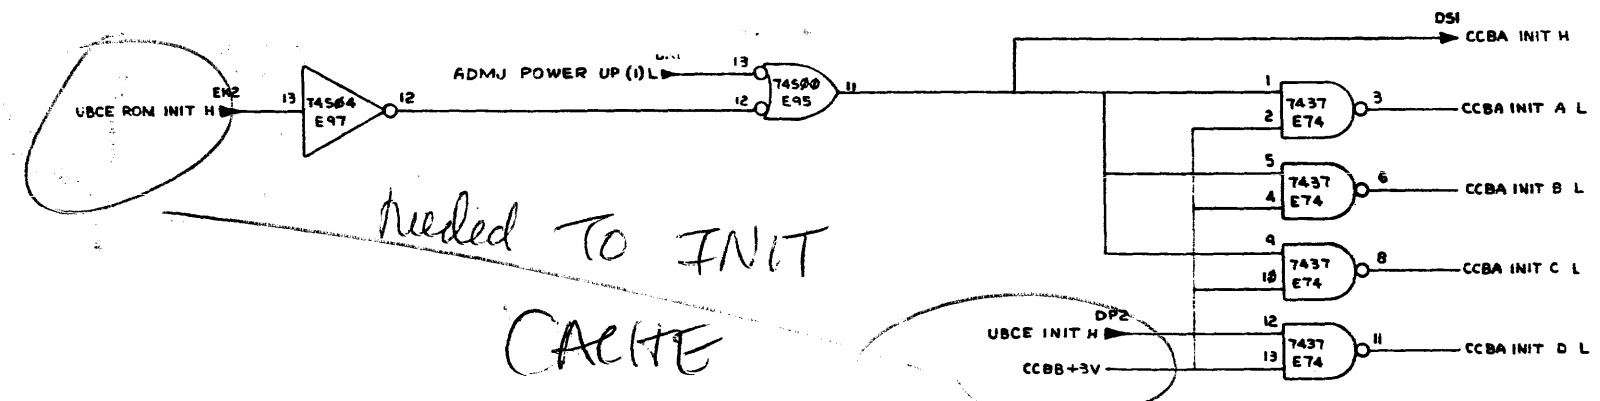 DS1
CCBA INIT H
EK2
UBCE ROM INIT H
13
74S04
E97
12
ADMJ POWER UP (1) L
13
12
74S00
E95
11
1
2
7437
E74
3
CCBA INIT A L
5
4
7437
E74
6
CCBA INIT B L
needed TO INIT
CACHE
9
10
7437
E74
8
CCBA INIT C L
DP2
UBCE INIT H
CCBB+3V
12
13
7437
E74
11
CCBA INIT D L